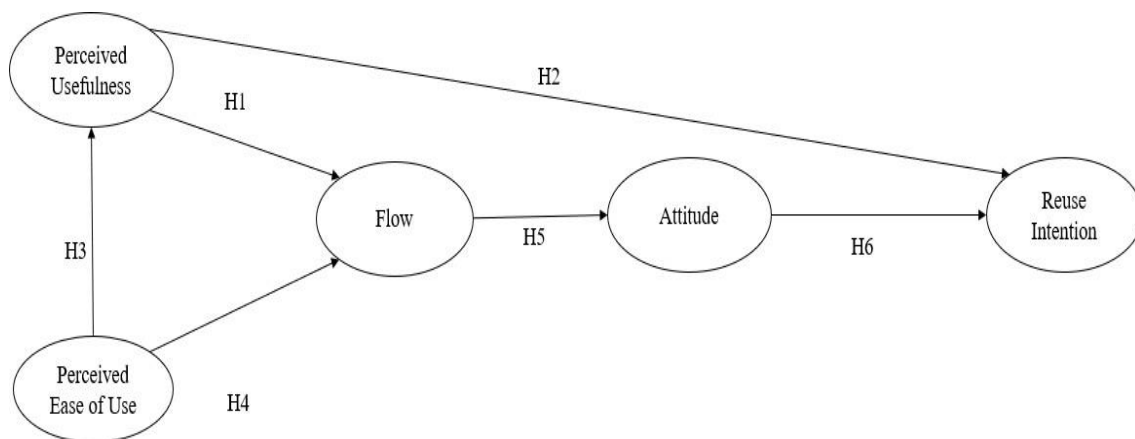 Perceived
Usefulness
H1
H2
H3
Flow
H5
Attitude
H6
Reuse
Intention
Perceived
Ease of Use
H4